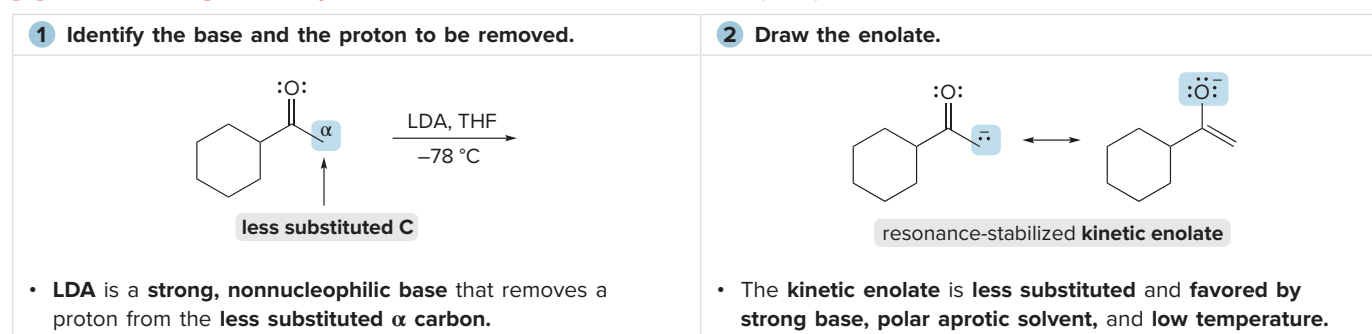 1 Identify the base and the proton to be removed.
2 Draw the enolate.
:O:
α
LDA, THF
–78 °C
less substituted C
:O:
:O:–
resonance-stabilized kinetic enolate
• LDA is a strong, nonnucleophilic base that removes a
proton from the less substituted α carbon.
• The kinetic enolate is less substituted and favored by
strong base, polar aprotic solvent, and low temperature.